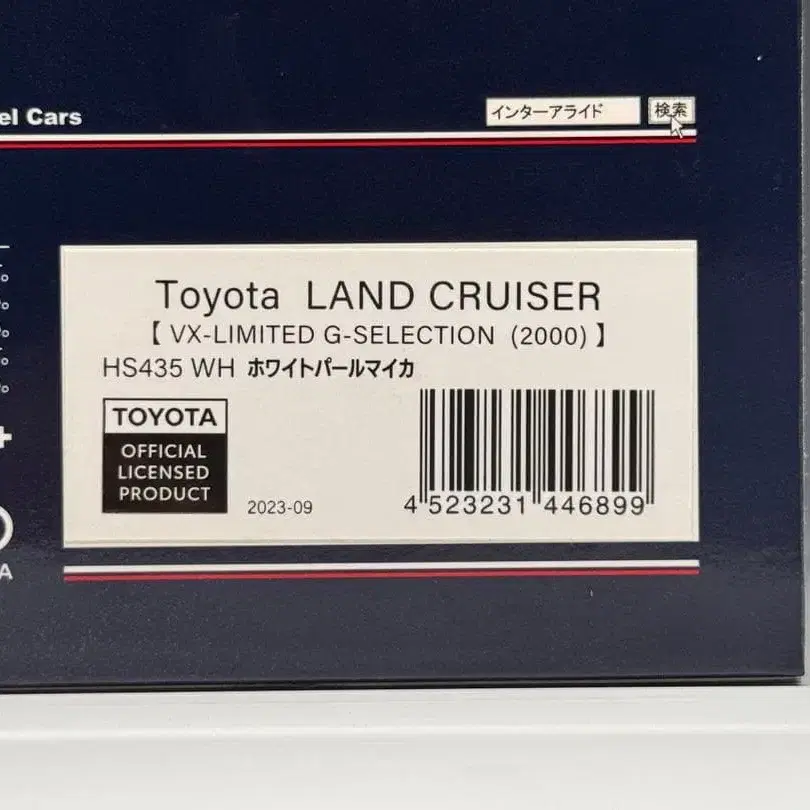 el Cars
インターアライド 検索
Toyota LAND CRUISER
【 VX-LIMITED G-SELECTION (2000) 】
HS435 WH ホワイトパールマイカ
TOYOTA
OFFICIAL
LICENSED
PRODUCT
2023-09
4 523231 446899
A